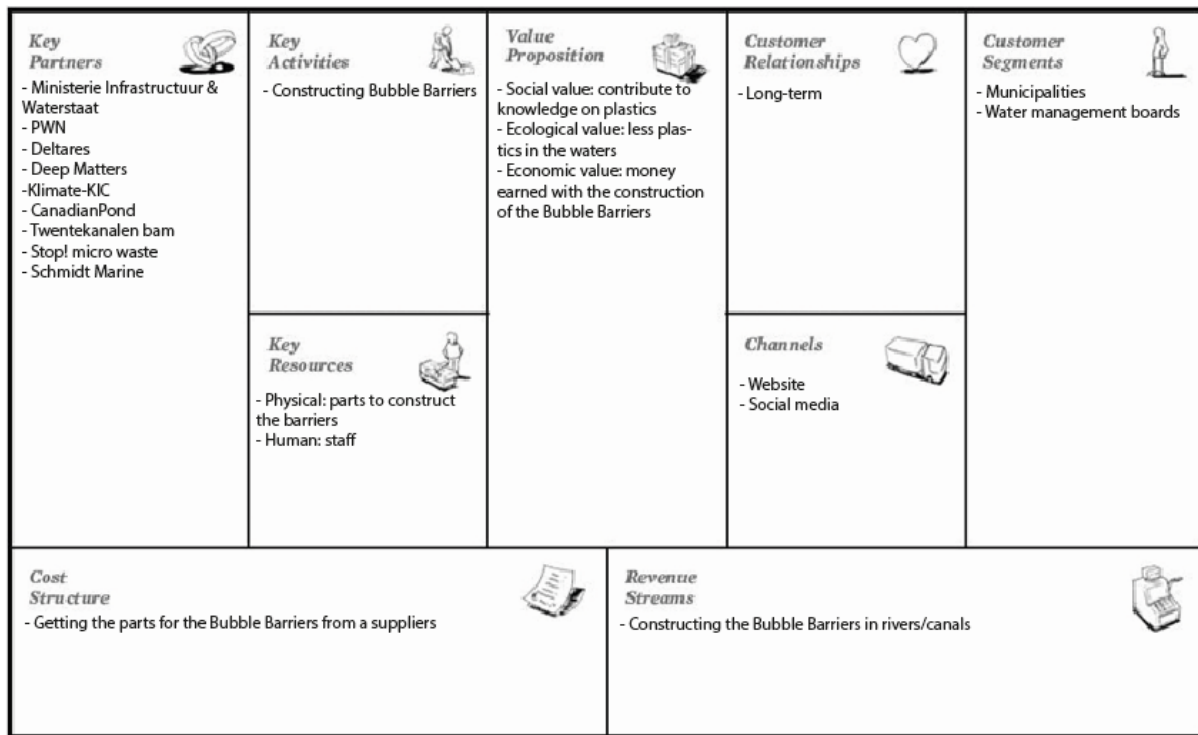 Key
Partners
- Ministerie Infrastructuur &
Waterstaat
- PWN
- Deltares
- Deep Matters
-Klimate-KIC
- CanadianPond
- Twentekanalen bam
- Stop! micro waste
- Schmidt Marine
Key
Activities
- Constructing Bubble Barriers
Key
Resources
- Physical: parts to construct
the barriers
- Human: staff
Value
Proposition
- Social value: contribute to
knowledge on plastics
- Ecological value: less plas-
tics in the waters
- Economic value: money
earned with the construction
of the Bubble Barriers
Customer
Relationships
- Long-term
Channels
- Website
- Social media
Customer
Segments
- Municipalities
- Water management boards
Cost
Structure
- Getting the parts for the Bubble Barriers from a suppliers
Revenue
Streams
- Constructing the Bubble Barriers in rivers/canals